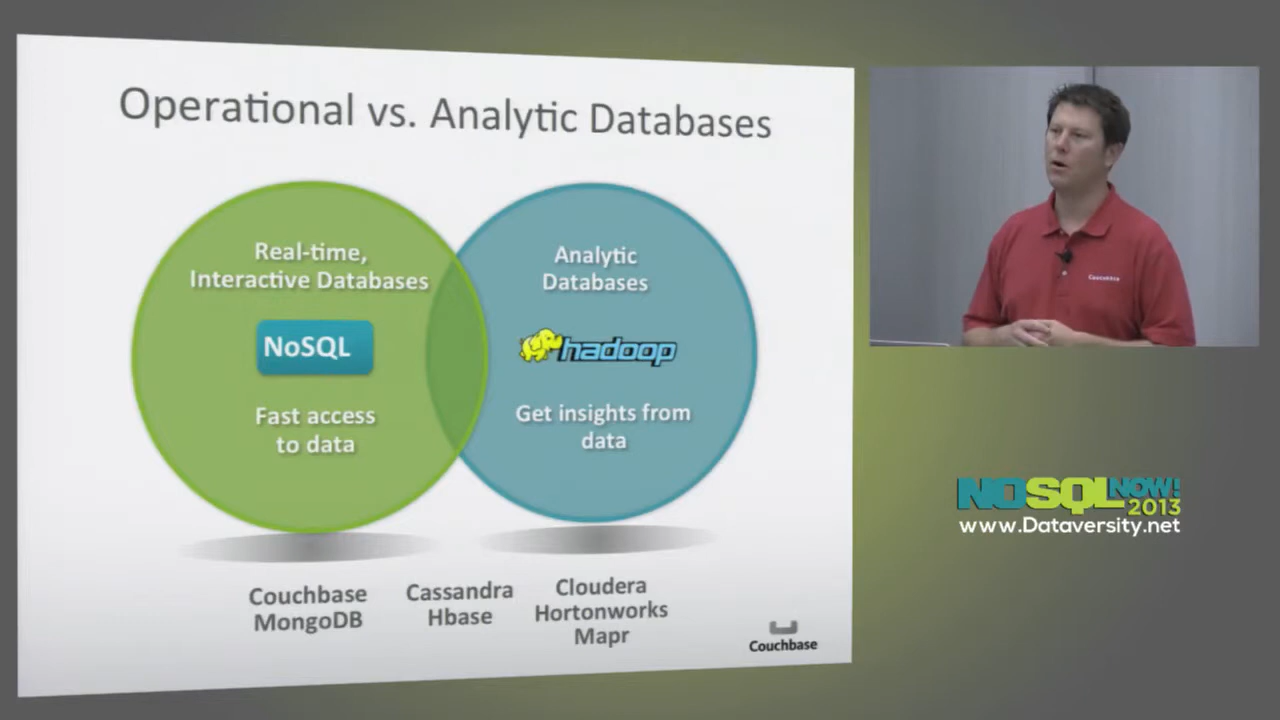 Operational vs. Analytic Databases
Real-time,
Interactive Databases
NoSQL
Fast access
to data
Analytic
Databases
hadoop
Get insights from
data
Couchbase
MongoDB
Cassandra
Hbase
Cloudera
Hortonworks
Mapr
Couchbase
Couchbase
NOSQL NOW!
2013
www.Dataversity.net